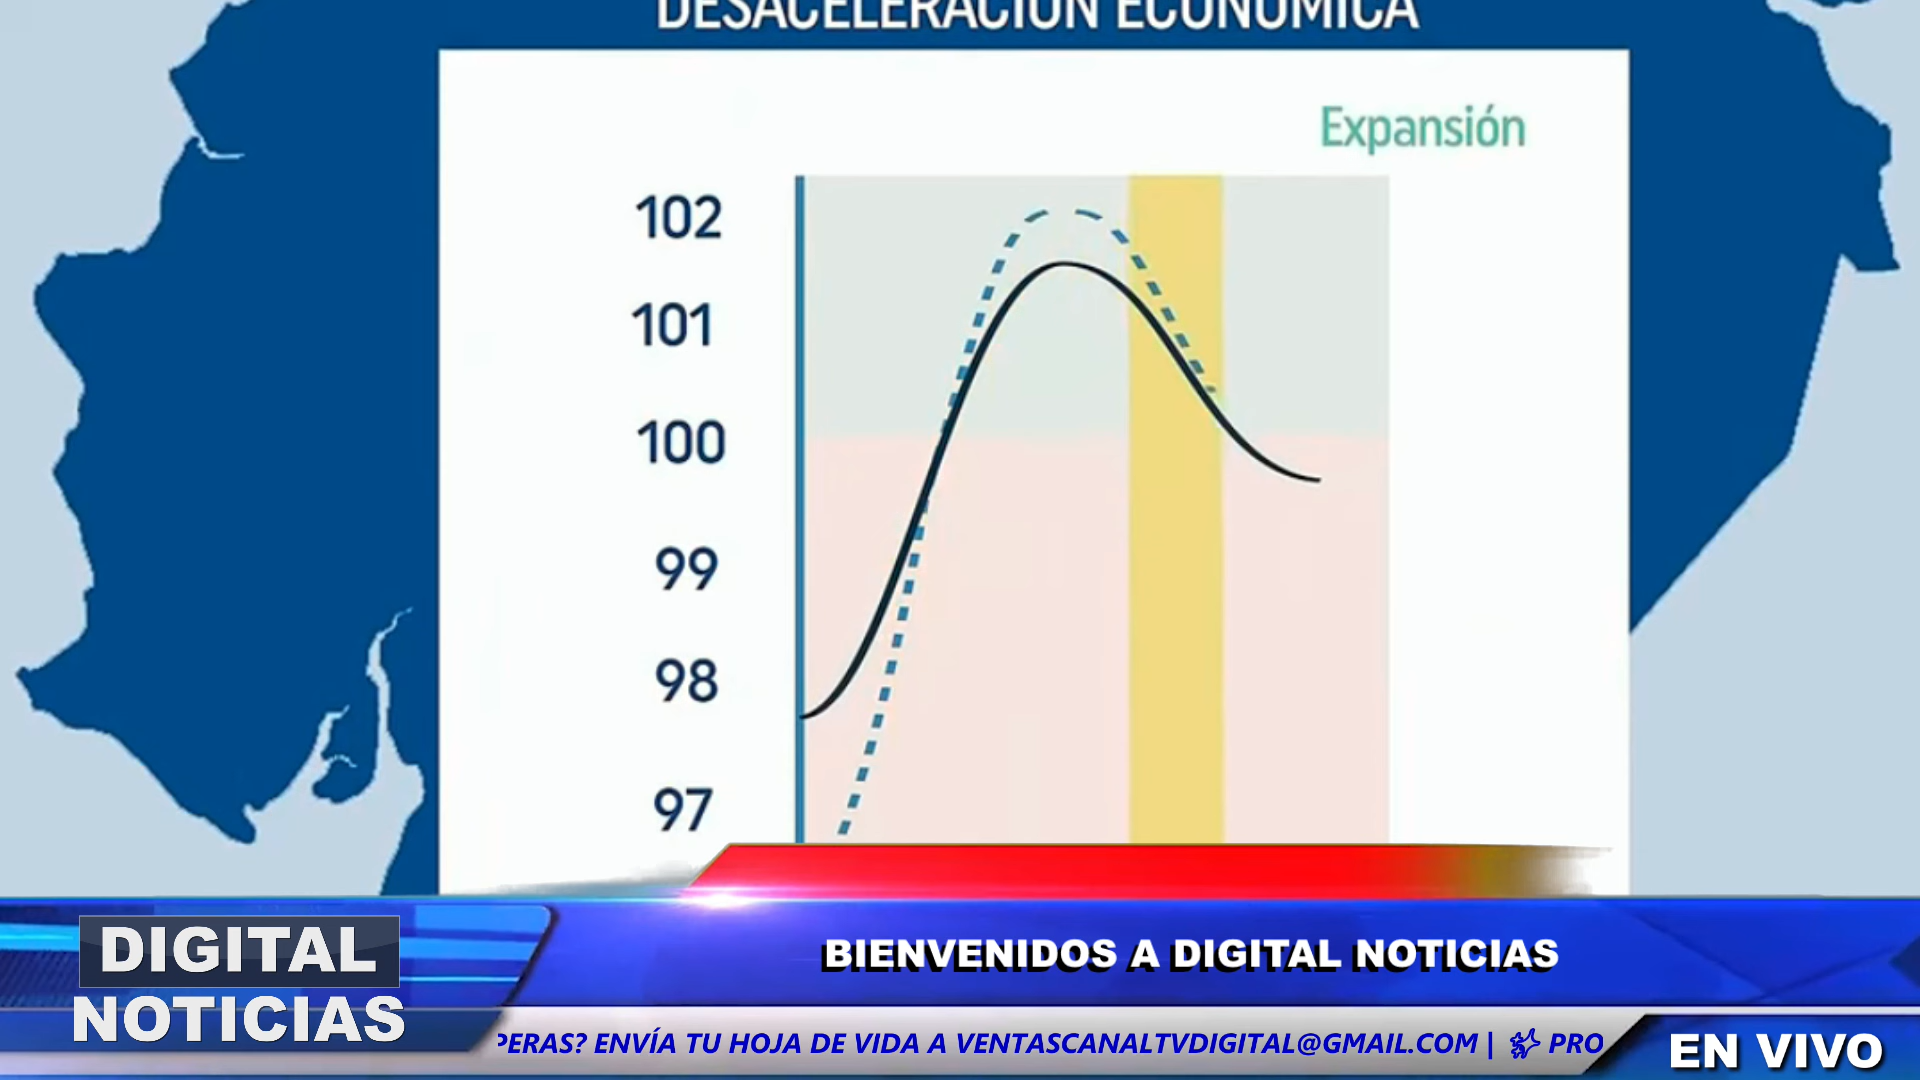 DESACELERACIÓN ECONÓMICA
Expansión
102
101
100
99
98
97
DIGITAL
NOTICIAS
BIENVENIDOS A DIGITAL NOTICIAS
PERAS? ENVÍA TU HOJA DE VIDA A VENTASCANALTVDIGITAL@GMAIL.COM | PRO
EN VIVO